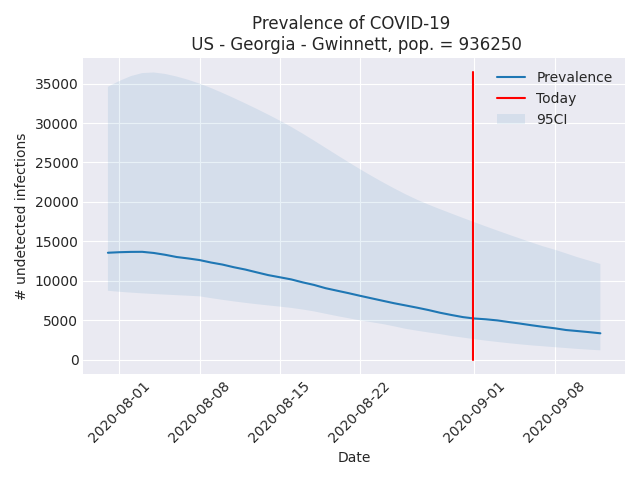 Prevalence of COVID-19
US - Georgia - Gwinnett, pop. = 936250
Prevalence
Today
95CI
# undetected infections
35000
30000
25000
20000
15000
10000
5000
0
2020-08-01
2020-08-08
2020-08-15
2020-08-22
2020-09-01
2020-09-08
Date